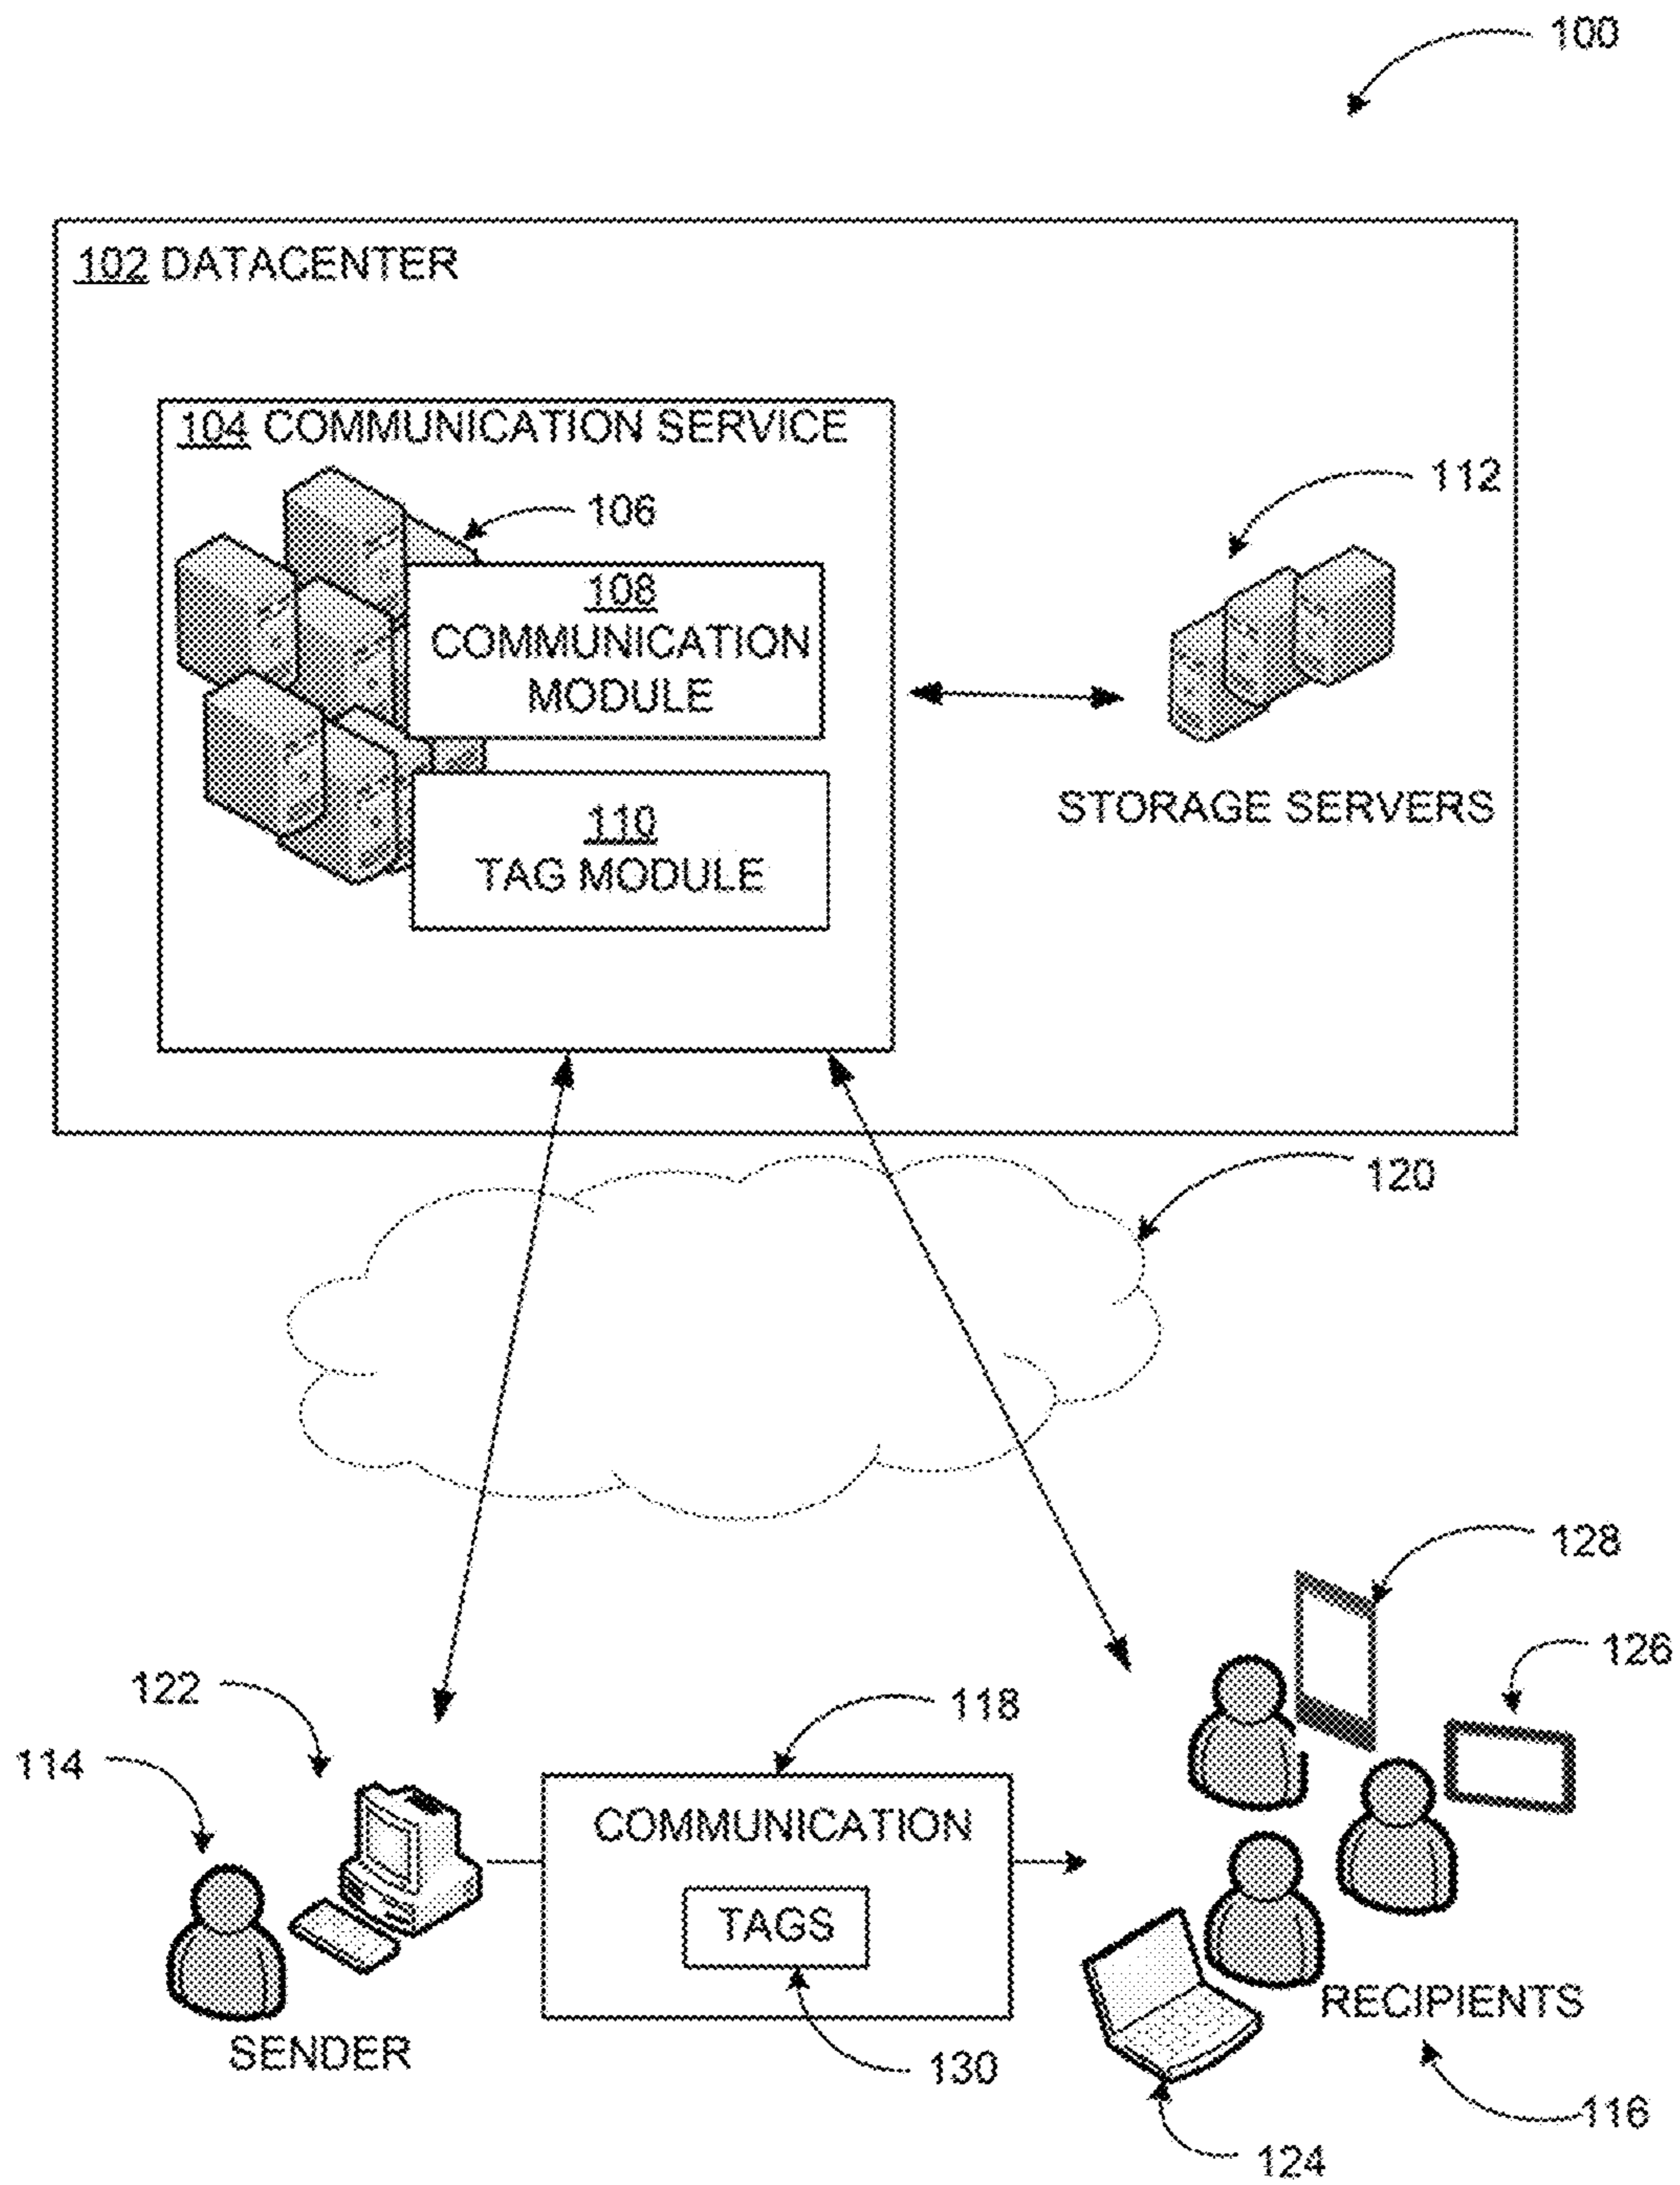 100
102 DATACENTER
104 COMMUNICATION SERVICE
106
112
108
COMMUNICATION
MODULE
STORAGE SERVERS
110
TAG MODULE
120
128
126
122
118
114
COMMUNICATION
TAGS
RECIPIENTS
SENDER
130
116
124